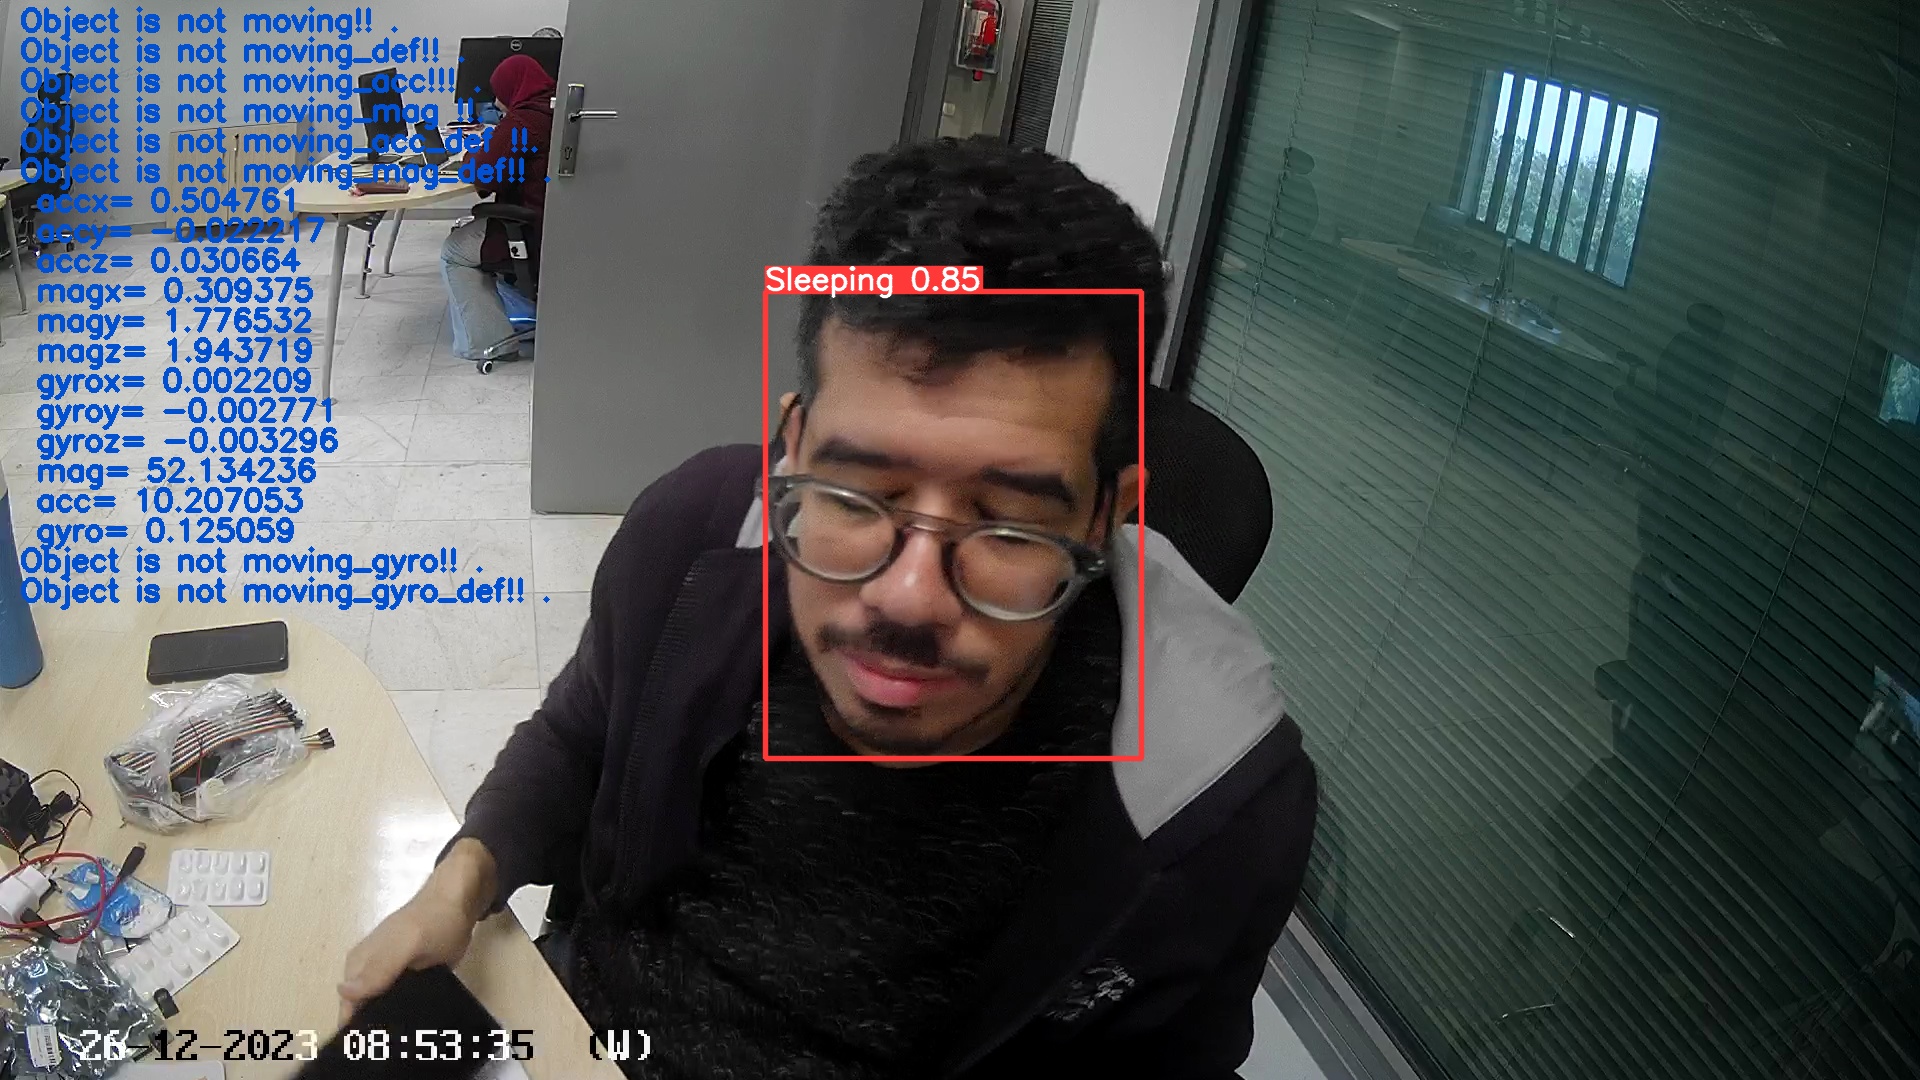 Object is not moving!! .
Object is not moving_def!! .
Object is not moving_acc!!! .
Object is not moving_mag !!.
Object is not moving_acc_def !!.
Object is not moving_mag_def!! .
accx= 0.504761
accy= -0.022217
accz= 0.030664
magx= 0.309375
magy= 1.776532
magz= 1.943719
gyrox= 0.002209
gyroy= -0.002771
gyroz= -0.003296
mag= 52.134236
acc= 10.207053
gyro= 0.125059
Object is not moving_gyro!! .
Object is not moving_gyro_def!! .
Sleeping 0.85
26-12-2023 08:53:35 (W)